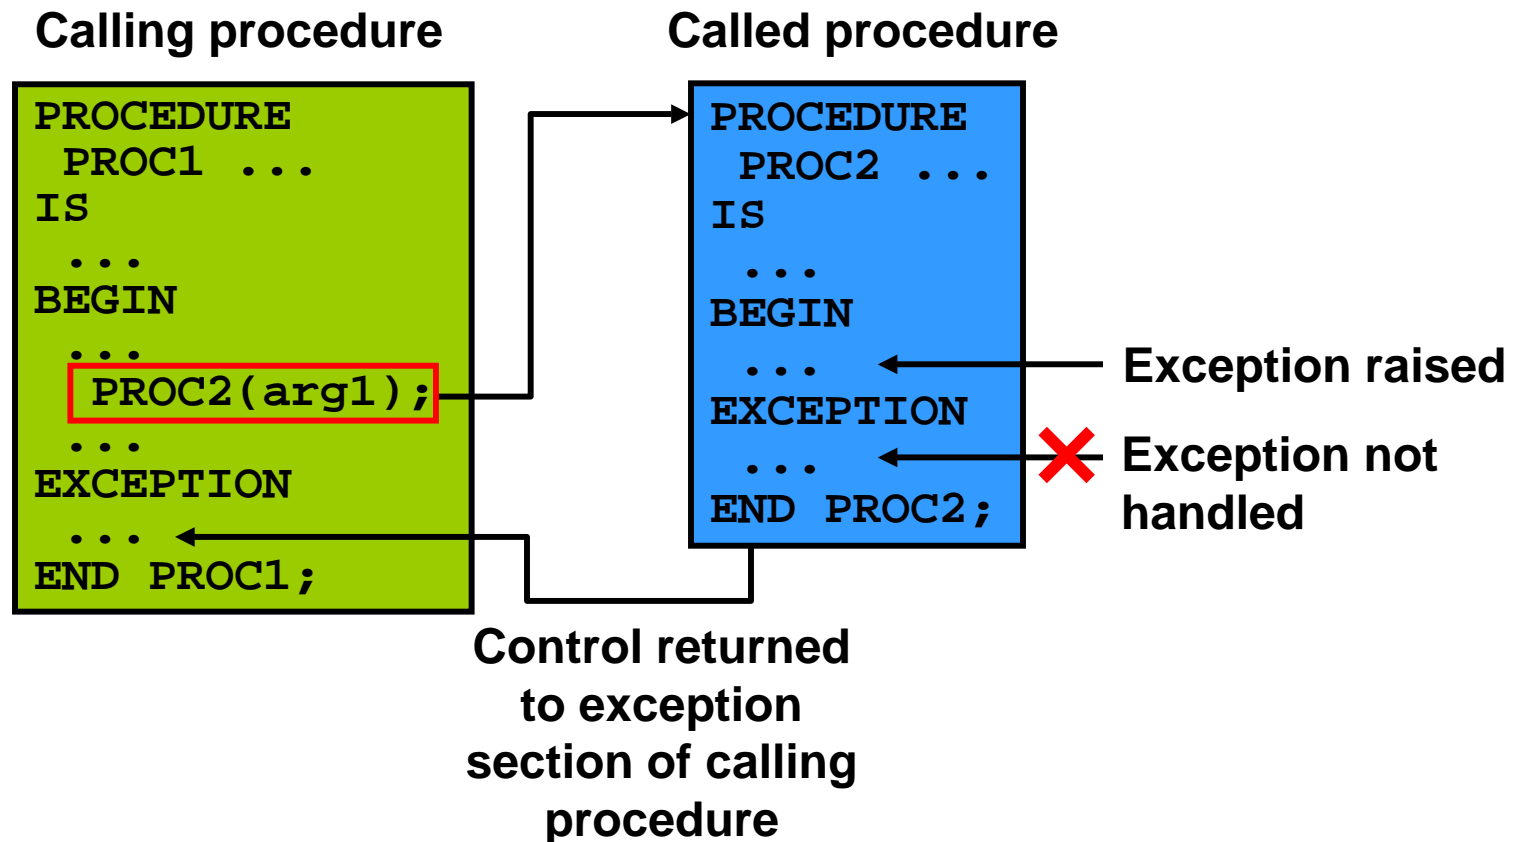 Calling procedure
PROCEDURE
PROC1 ...
IS
...
BEGIN
...
PROC2(arg1);
...
EXCEPTION
...
END PROC1;
Called procedure
PROCEDURE
PROC2 ...
IS
...
BEGIN
...
EXCEPTION
...
END PROC2;
Exception raised
Exception not
handled
Control returned
to exception
section of calling
procedure